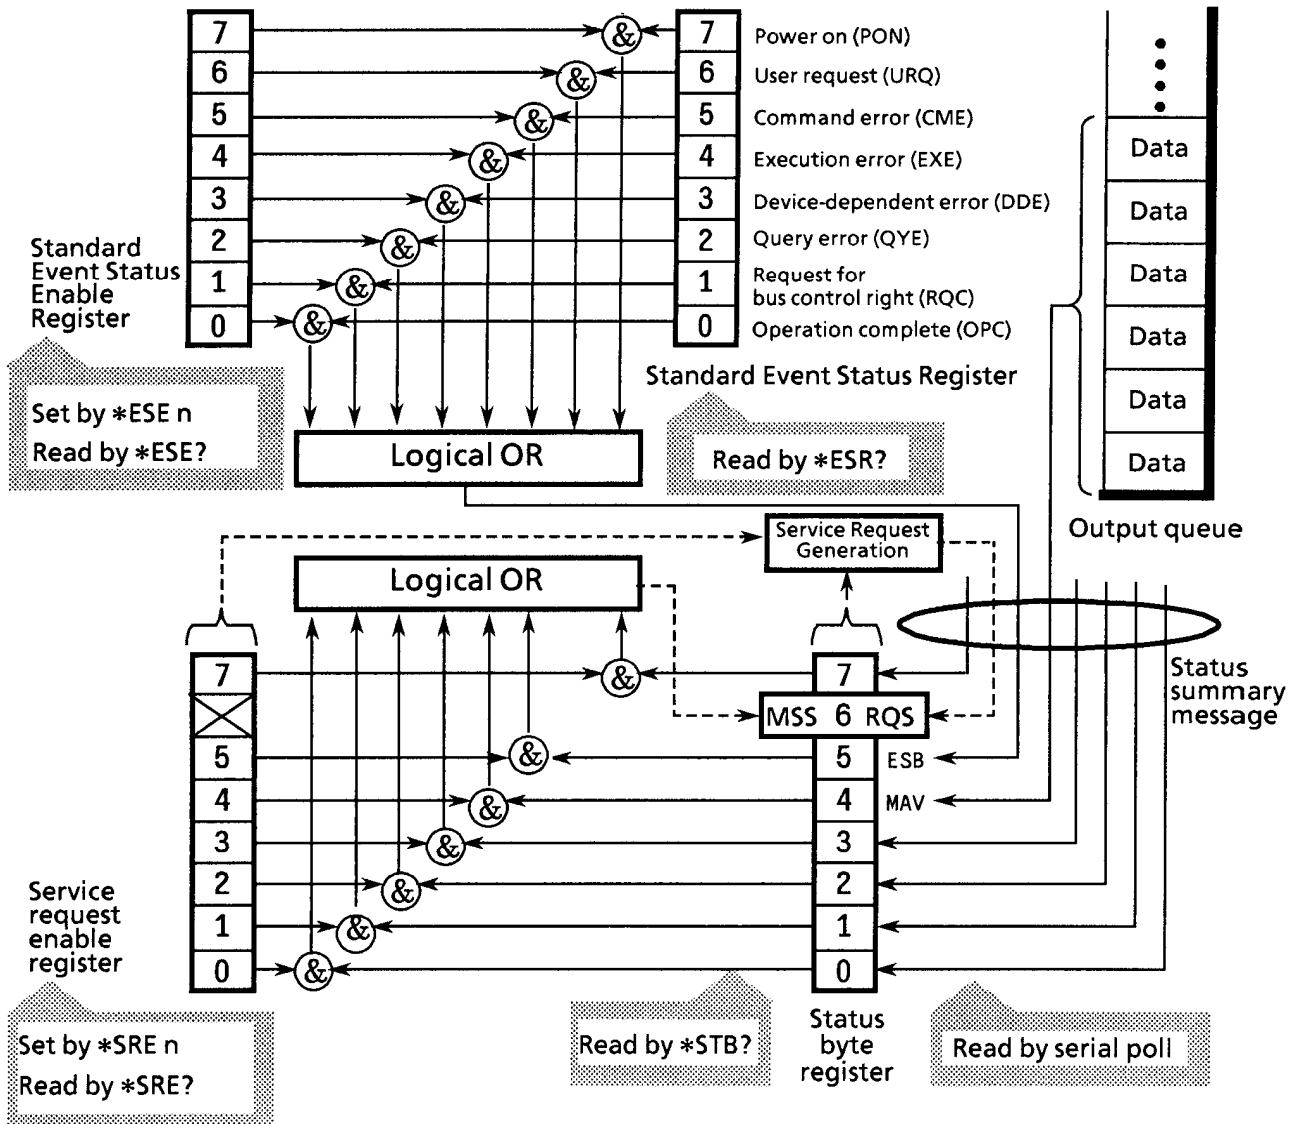 7
&
7
Power on (PON)
6
&
6
User request (URQ)
5
&
5
Command error (CME)
4
&
4
Execution error (EXE)
3
&
3
Device-dependent error (DDE)
2
&
2
Query error (QYE)
1
&
1
Request for
bus control right (RQC)
0
&
0
Operation complete (OPC)
Standard
Event Status
Enable
Register
Set by *ESE n
Read by *ESE?
Logical OR
Standard Event Status Register
Read by *ESR?
Data
Data
Data
Data
Data
Data
Output queue
Service Request
Generation
Logical OR
7
&
7
MSS 6 RQS
5
&
5
ESB
4
&
4
MAV
3
&
3
2
&
2
1
&
1
0
&
0
Status
summary
message
Service
request
enable
register
Set by *SRE n
Read by *SRE?
Read by *STB?
Status
byte
register
Read by serial poll